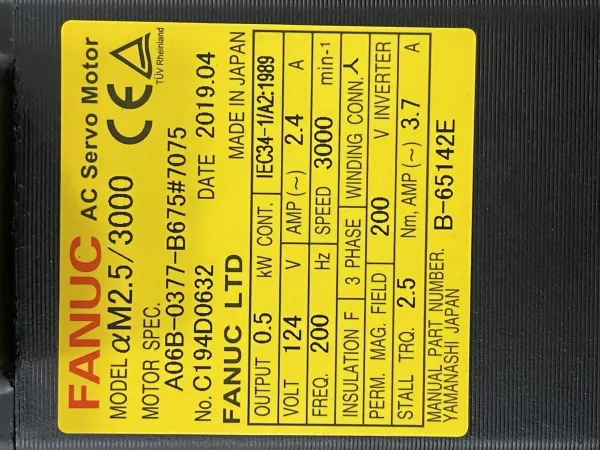 FANUC AC Servo Motor
MODEL αM2.5/3000
TÜV Rheinland
MOTOR SPEC.
A06B-0377-B675#7075
No. C194D0632 DATE 2019.04
FANUC LTD MADE IN JAPAN
OUTPUT 0.5 kW CONT. IEC34-1/A2:1989
VOLT 124 V AMP (~) 2.4 A
FREQ. 200 Hz SPEED 3000 min-1
INSULATION F 3 PHASE WINDING CONN. 人
PERM. MAG. FIELD 200 V INVERTER
STALL TRQ. 2.5 Nm, AMP (~) 3.7 A
MANUAL PART NUMBER. B-65142E
YAMANASHI JAPAN